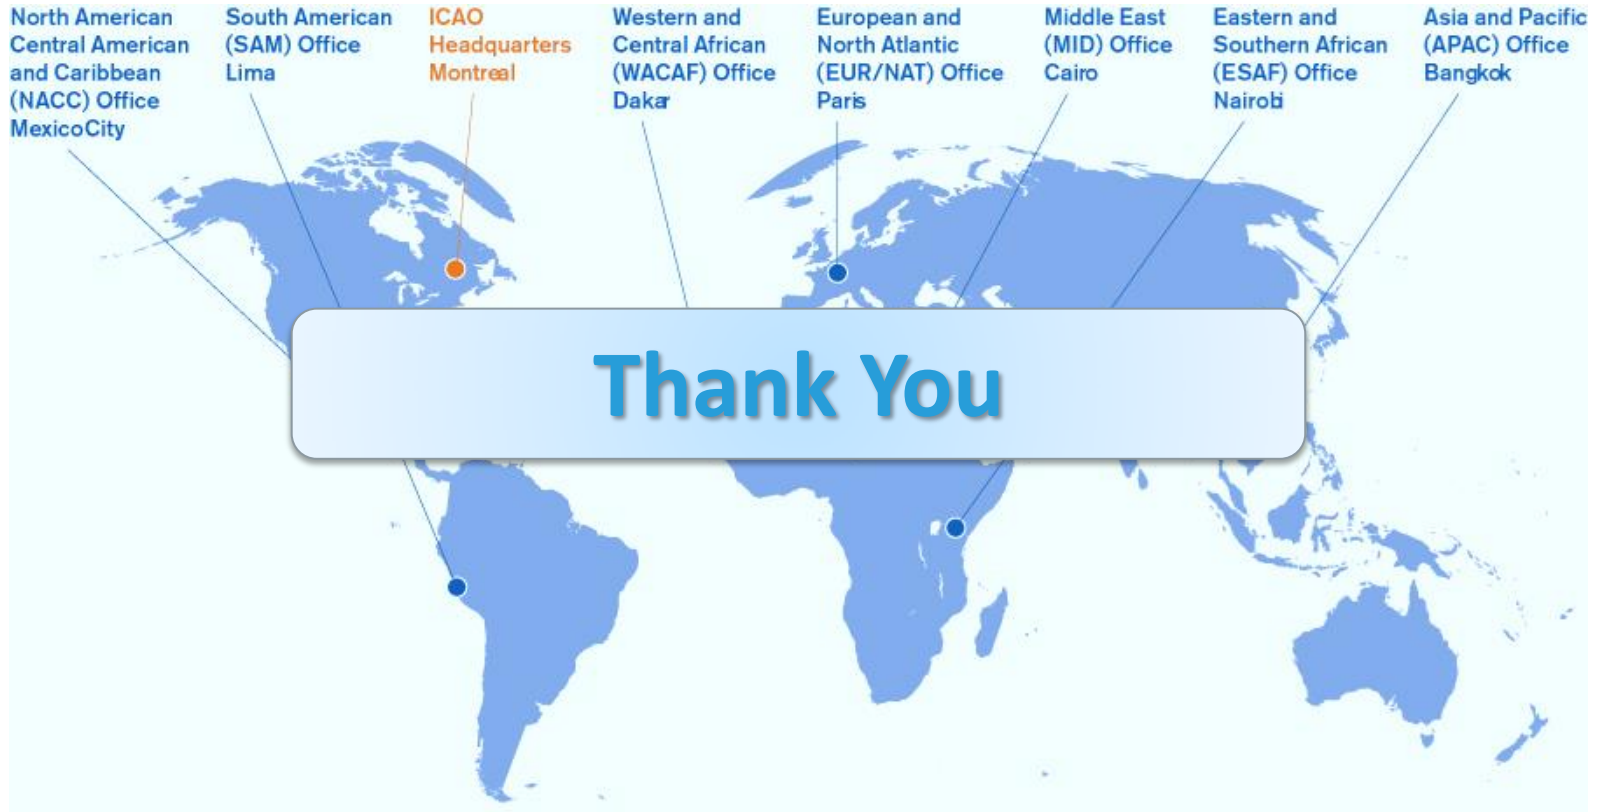 North American
Central American
and Caribbean
(NACC) Office
MexicoCity
South American
(SAM) Office
Lima
ICAO
Headquarters
Montreal
Western and
Central African
(WACAF) Office
Dakar
European and
North Atlantic
(EUR/NAT) Office
Paris
Middle East
(MID) Office
Cairo
Eastern and
Southern African
(ESAF) Office
Nairobi
Asia and Pacific
(APAC) Office
Bangkok
Thank You